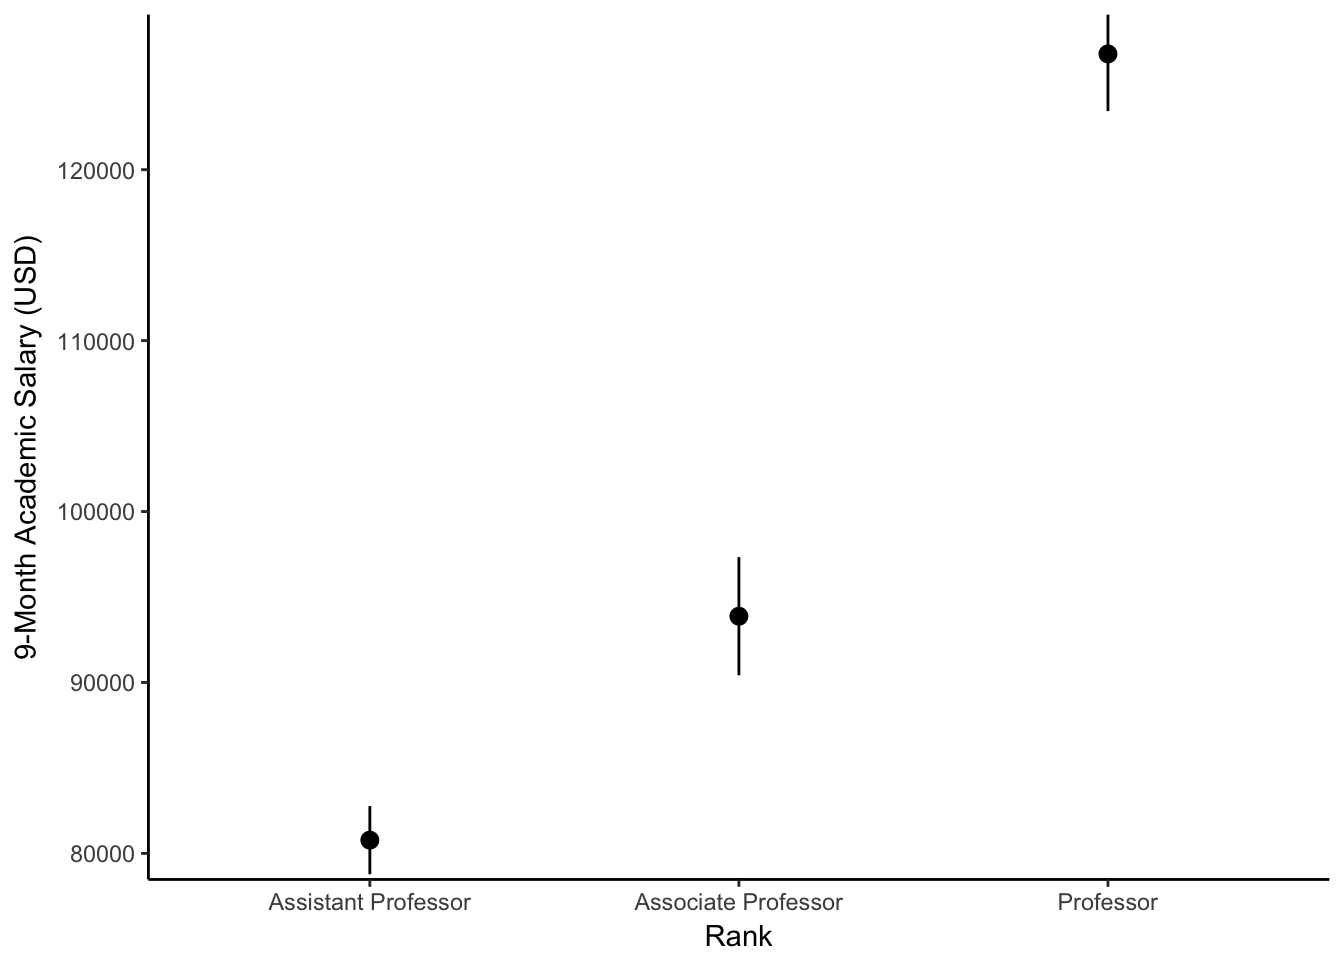 120000
110000
100000
90000
80000
9-Month Academic Salary (USD)
Assistant Professor
Associate Professor
Professor
Rank